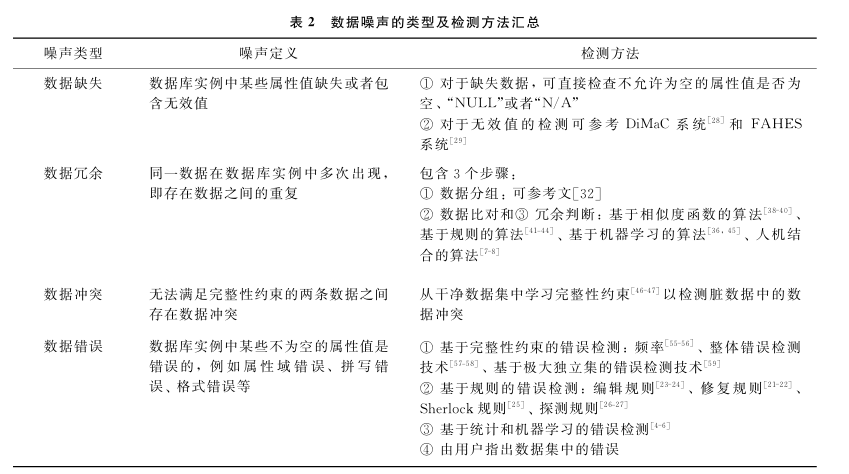 表 2 数据噪声的类型及检测方法汇总
噪声类型 噪声定义 检测方法
数据缺失 数据库实例中某些属性值缺失或者包 ① 对于缺失数据，可直接检查不允许为空的属性值是否为
含无效值 空、“NULL”或者“N/A”
② 对于无效值的检测可参考 DiMaC 系统[28] 和 FAHES
系统[29]
数据冗余 同一数据在数据库实例中多次出现， 包含 3 个步骤：
即存在数据之间的重复 ① 数据分组：可参考文[32]
② 数据比对和③ 冗余判断：基于相似度函数的算法[38-40]、
基于规则的算法[41-44]、基于机器学习的算法[36，45]、人机结
合的算法[7-8]
数据冲突 无法满足完整性约束的两条数据之间 从干净数据集中学习完整性约束[46-47]以检测脏数据中的数
存在数据冲突 据冲突
数据错误 数据库实例中某些不为空的属性值是 ① 基于完整性约束的错误检测：频率[55-56]、整体错误检测
错误的，例如属性域错误、拼写错 技术[57-58]、基于极大独立集的错误检测技术[59]
误、格式错误等 ② 基于规则的错误检测：编辑规则[23-24]、修复规则[21-22]、
Sherlock 规则[25]、探测规则[26-27]
③ 基于统计和机器学习的错误检测[4-6]
④ 由用户指出数据集中的错误